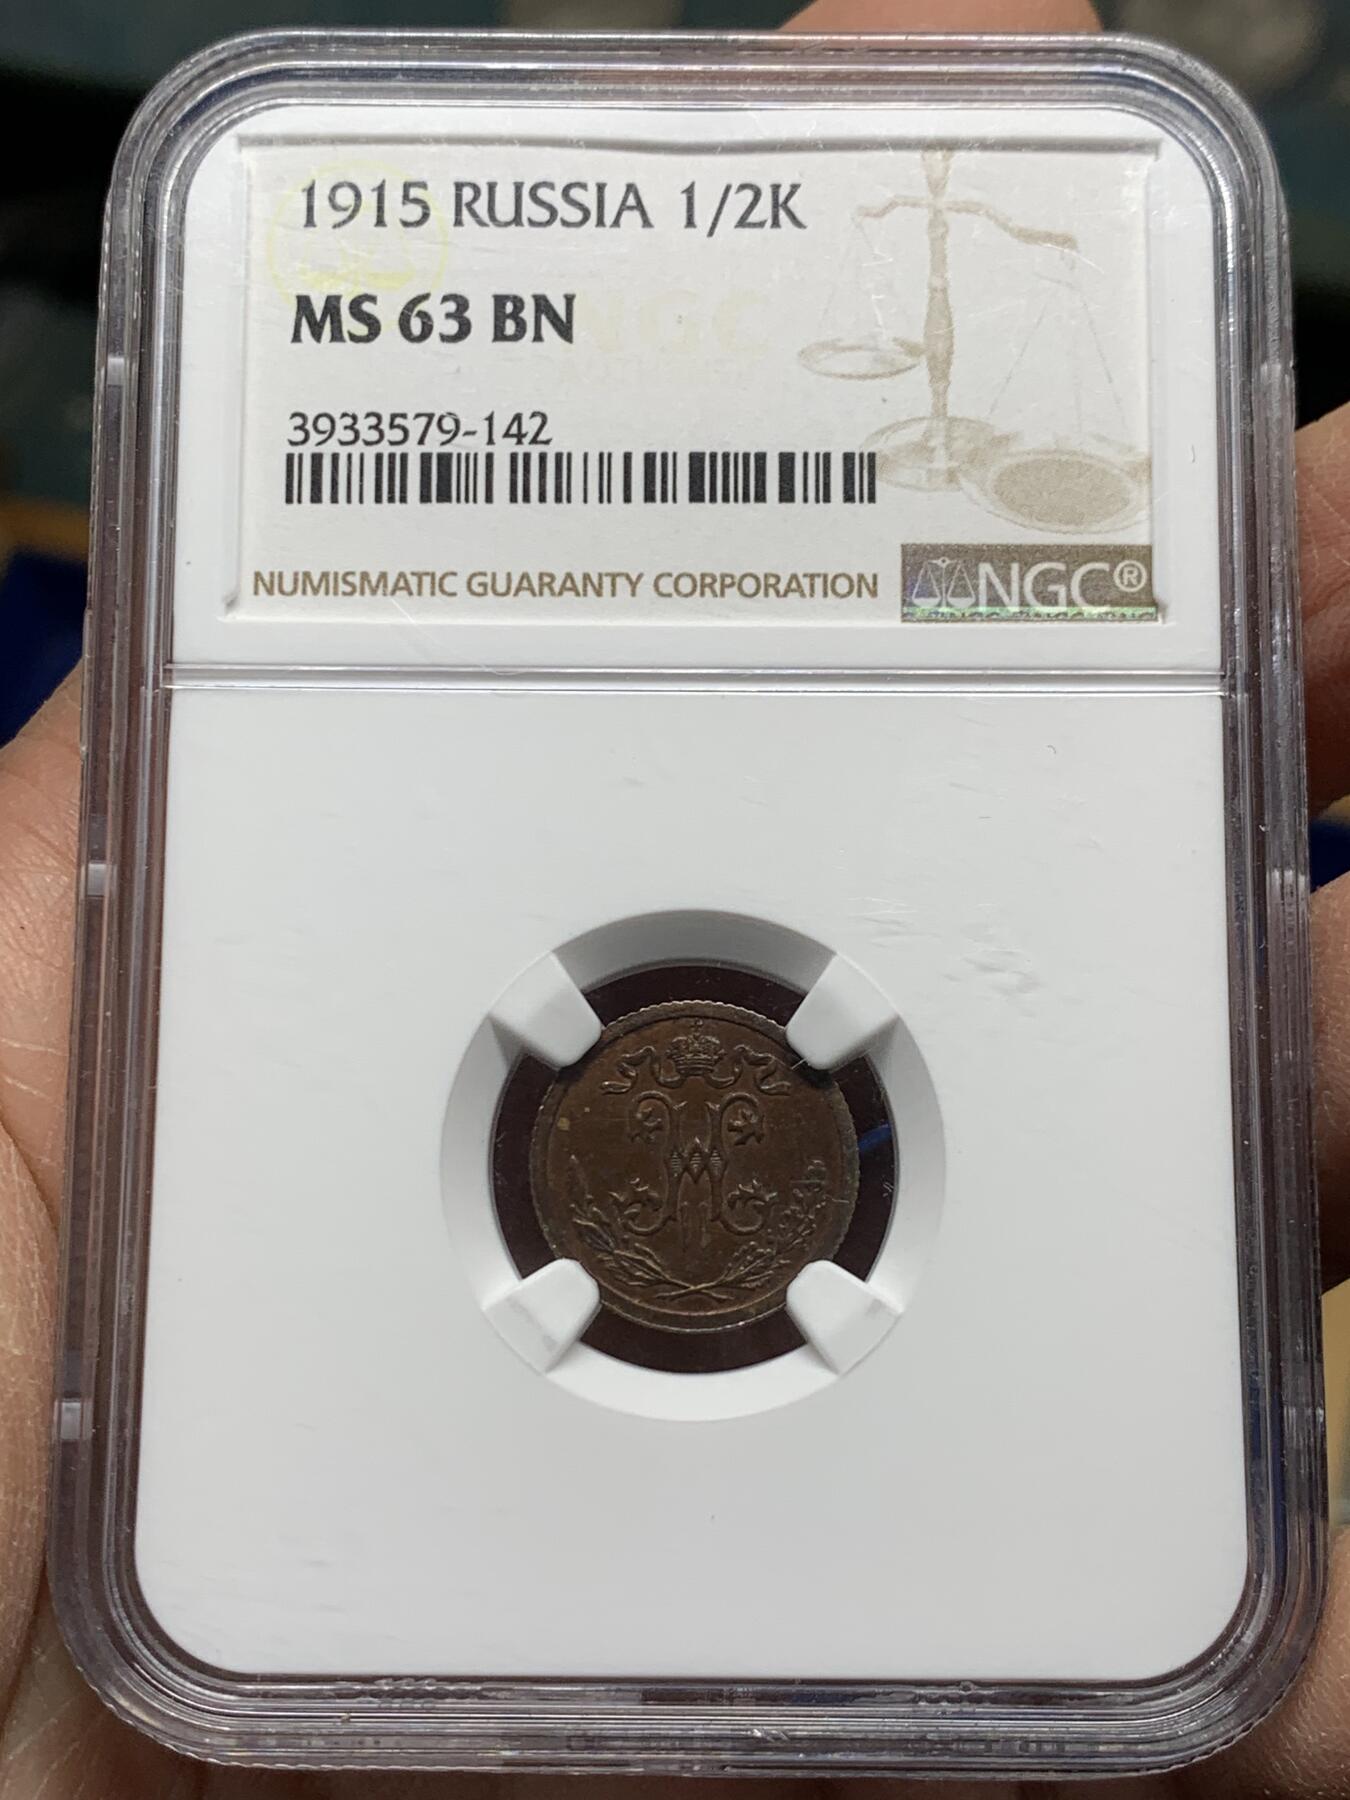 1915 RUSSIA 1/2K
MS 63 BN
3933579-142
NUMISMATIC GUARANTY CORPORATION
NGC®